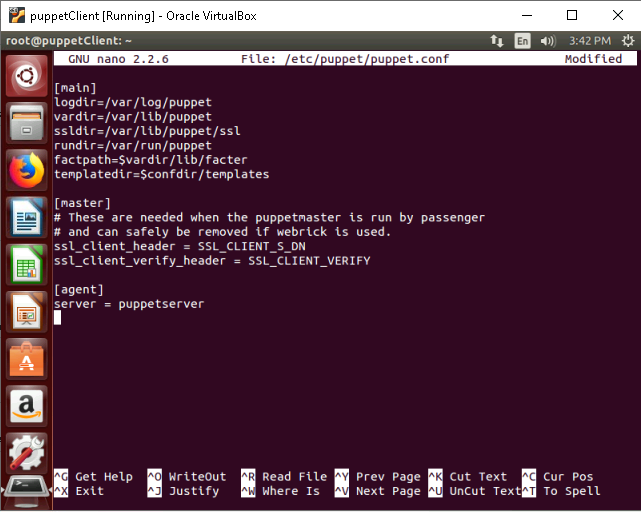 puppetClient [Running] - Oracle VirtualBox
root@puppetClient: ~ En 3:42 PM
GNU nano 2.2.6 File: /etc/puppet/puppet.conf Modified
[main]
logdir=/var/log/puppet
vardir=/var/lib/puppet
ssldir=/var/lib/puppet/ssl
rundir=/var/run/puppet
factpath=$vardir/lib/facter
templatedir=$confdir/templates
[master]
# These are needed when the puppetmaster is run by passenger
# and can safely be removed if webrick is used.
ssl_client_header = SSL_CLIENT_S_DN
ssl_client_verify_header = SSL_CLIENT_VERIFY
[agent]
server = puppetserver
^G Get Help ^O WriteOut ^R Read File ^Y Prev Page ^K Cut Text ^C Cur Pos
^X Exit ^J Justify ^W Where Is ^V Next Page ^U UnCut Text ^T To Spell